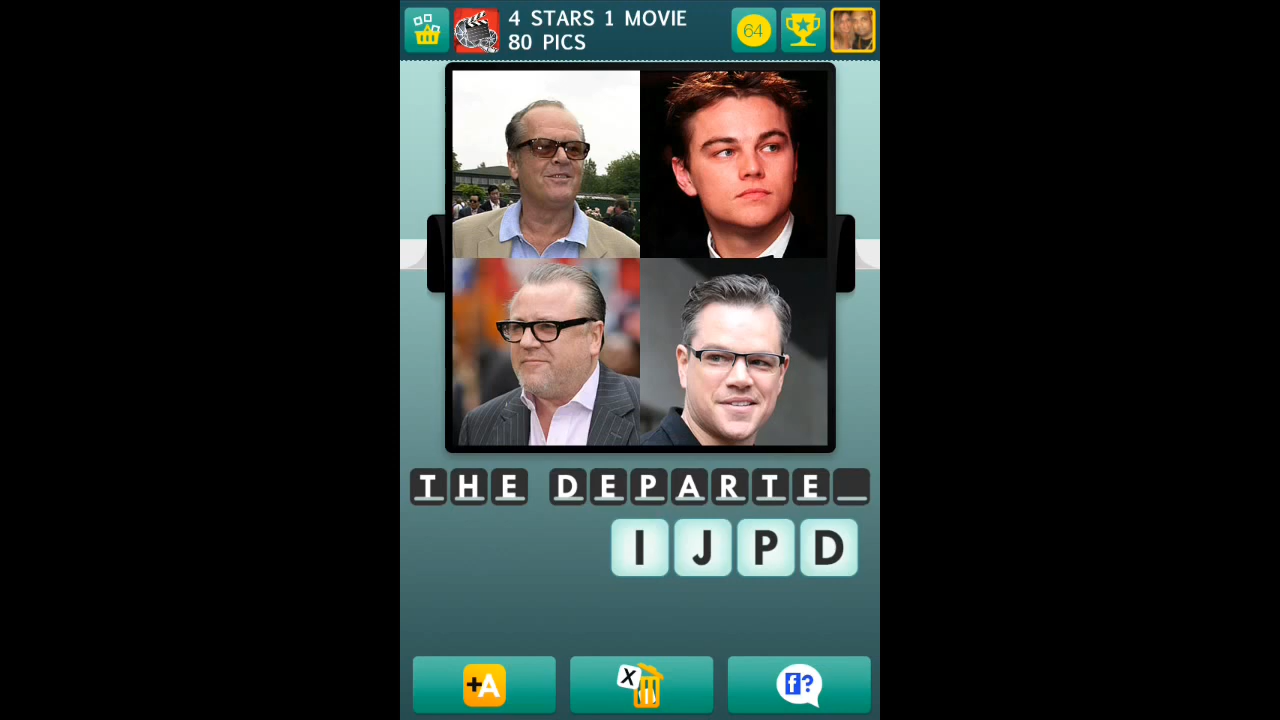 4 STARS 1 MOVIE
80 PICS
64
THE DEPARTE_
I J P D
+A
X
f?